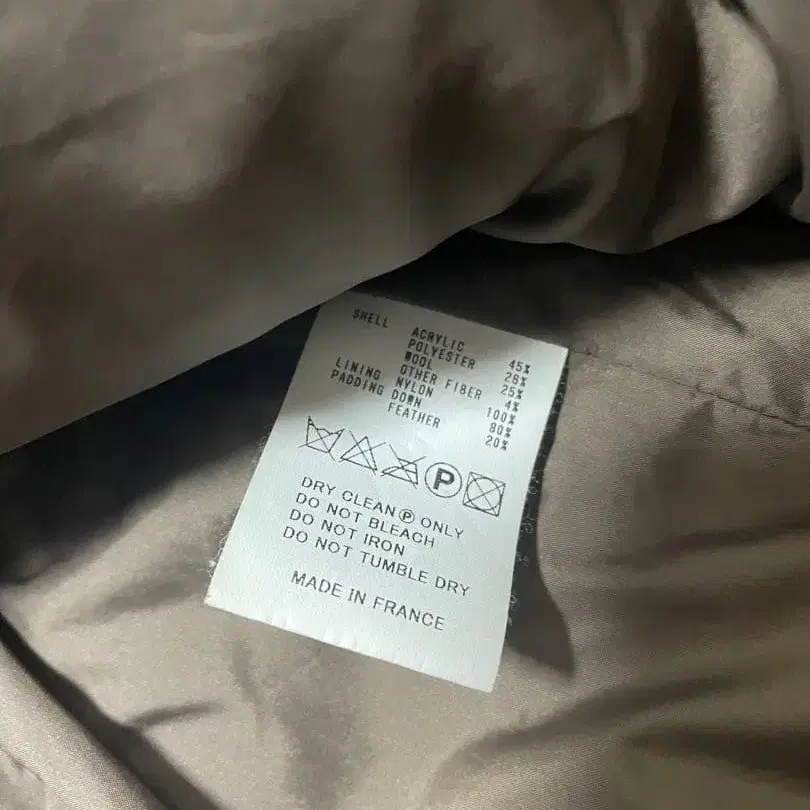 SHELL ACRYLIC 45%
POLYESTER 26%
WOOL 25%
OTHER FIBER 4%
LINING NYLON 100%
PADDING DOWN 80%
FEATHER 20%
P
DRY CLEAN Ⓟ ONLY
DO NOT BLEACH
DO NOT IRON
DO NOT TUMBLE DRY
MADE IN FRANCE